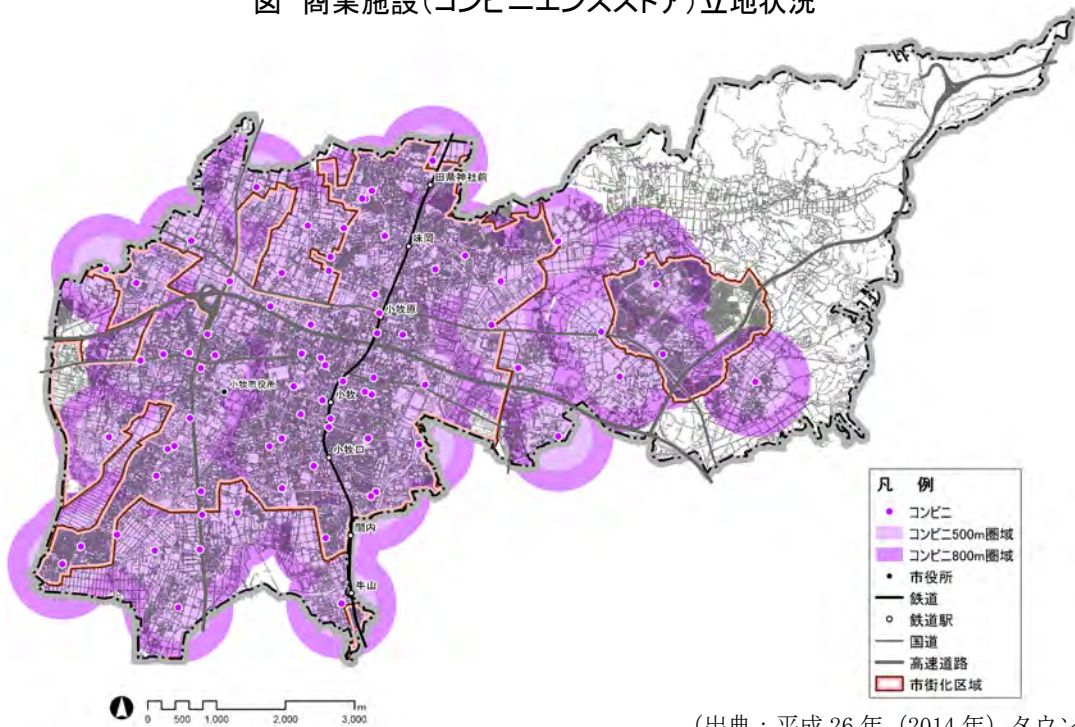 図 商業施設（コンビニエンスストア）立地状況
田県神社前
味岡
小牧原
小牧市役所
小牧
小牧口
間内
牛山
凡 例
コンビニ
コンビニ500m圏域
コンビニ800m圏域
市役所
鉄道
鉄道駅
国道
高速道路
市街化区域
m
0 500 1,000 2,000 3,000
（出典：平成 26 年（2014 年）タウン